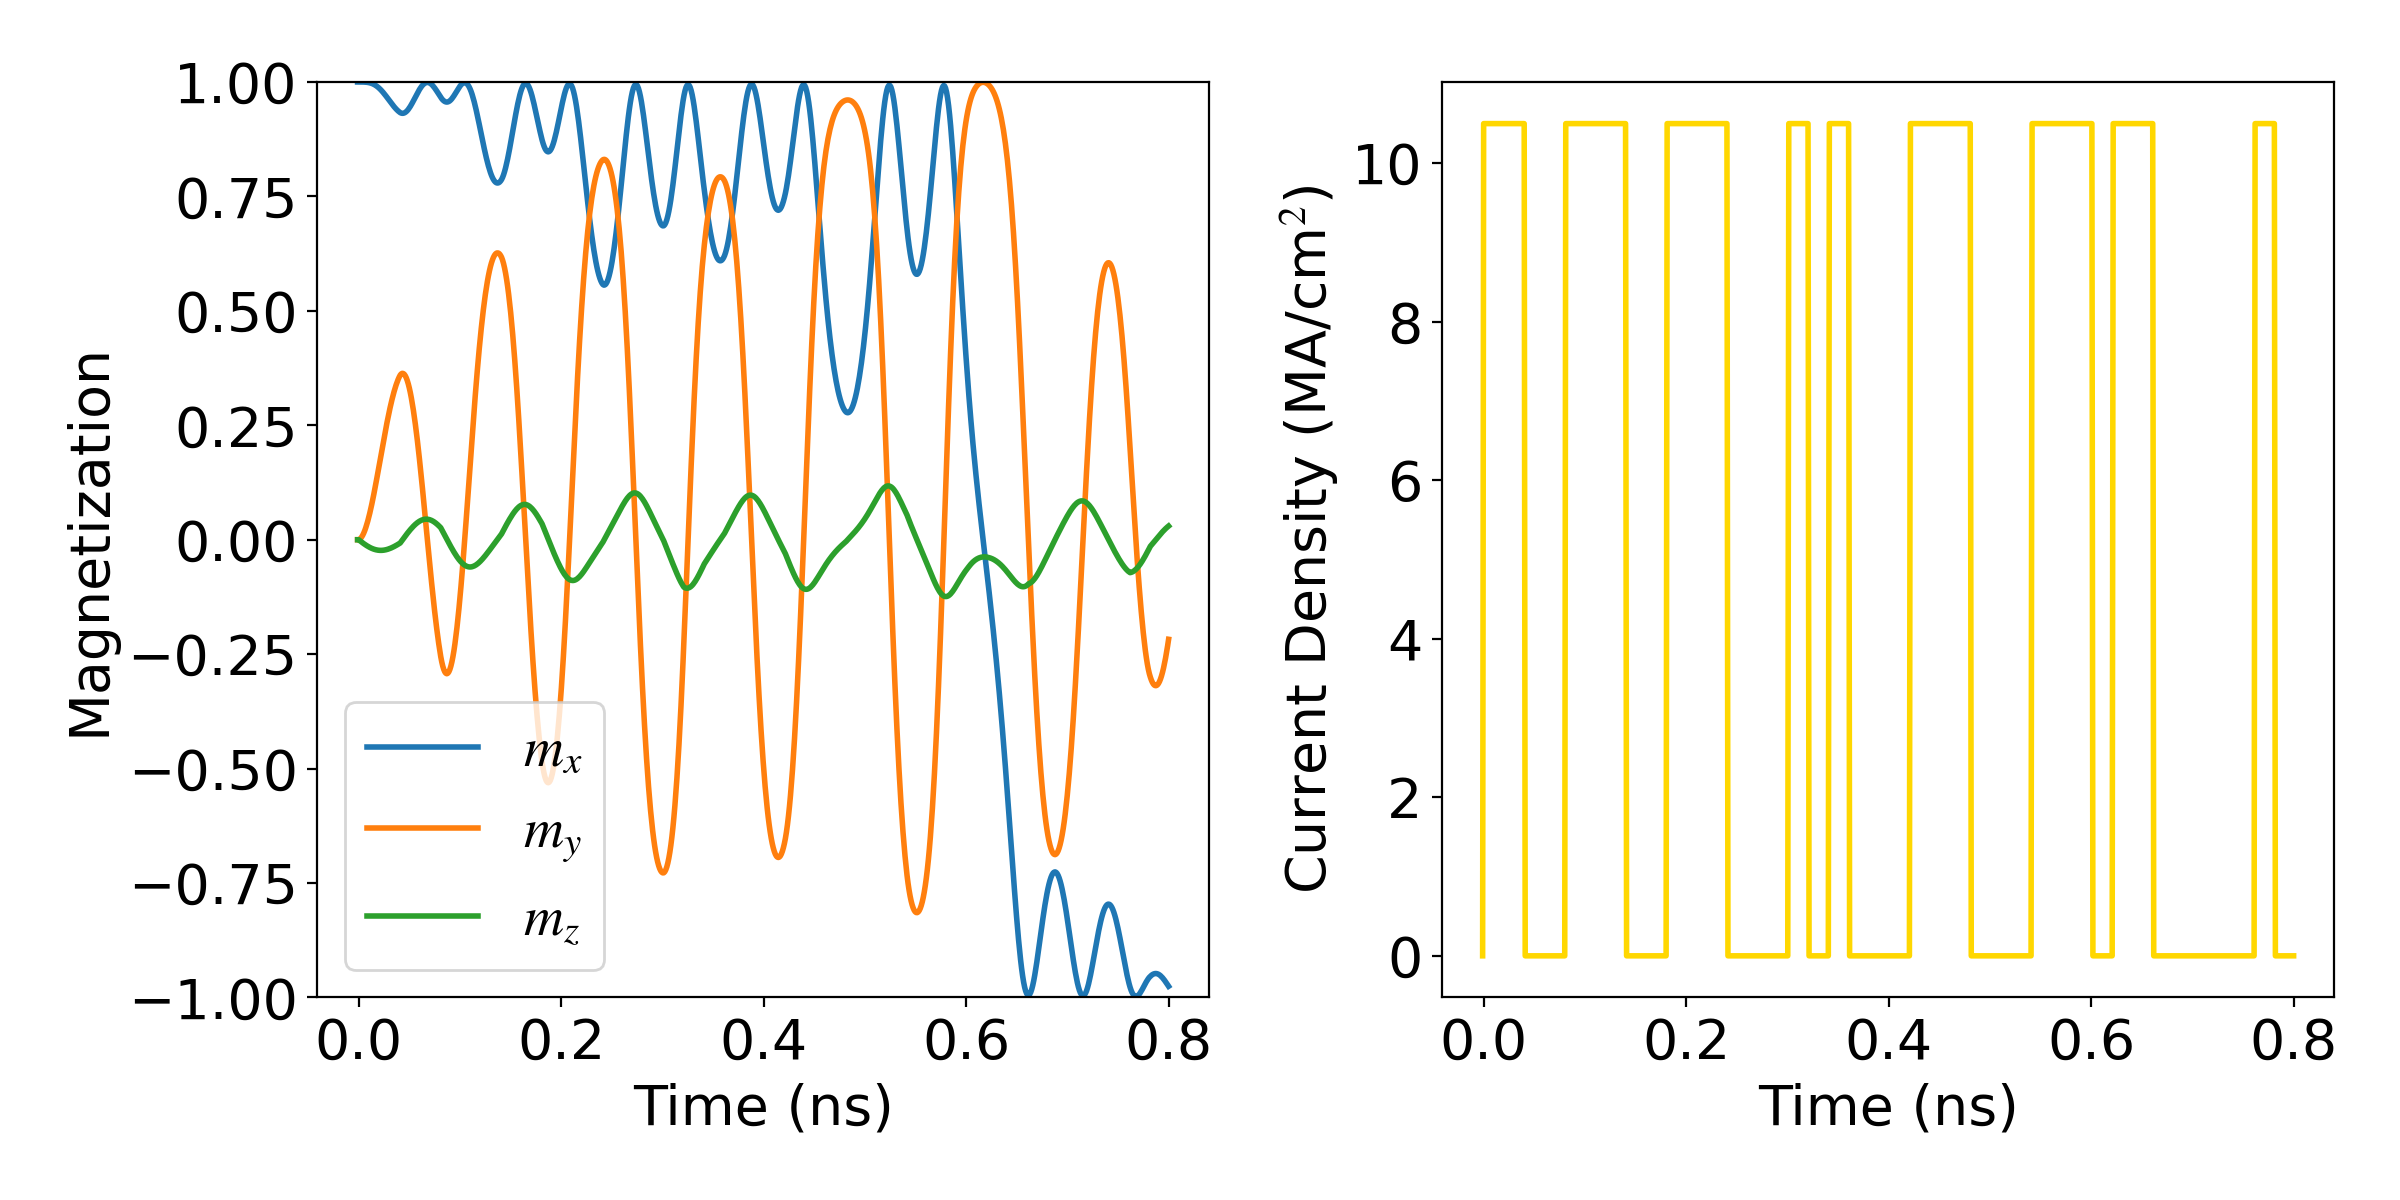 Magnetization
1.00
0.75
0.50
0.25
0.00
−0.25
−0.50
−0.75
−1.00
m_x
m_y
m_z
0.0 0.2 0.4 0.6 0.8
Time (ns)
Current Density (MA/cm²)
10
8
6
4
2
0
0.0 0.2 0.4 0.6 0.8
Time (ns)